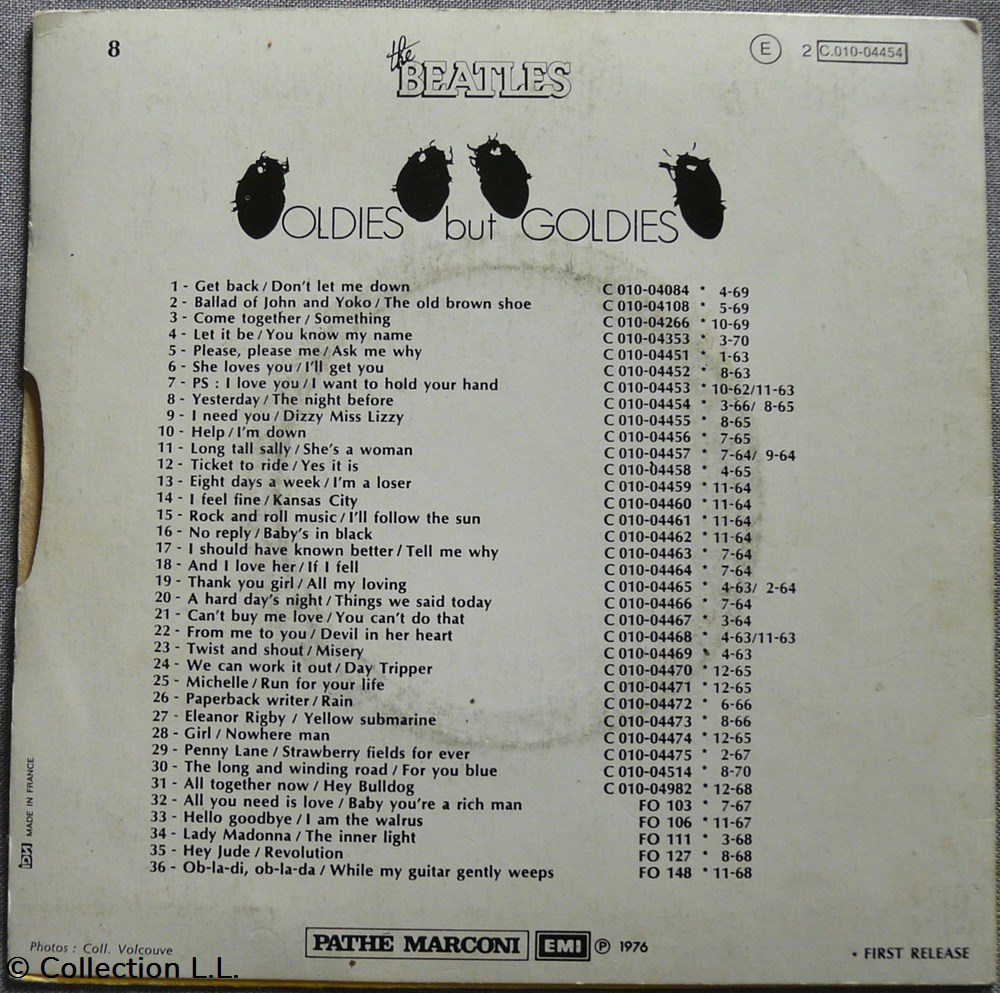 8
the BEATLES
E 2 C.010-04454
OLDIES but GOLDIES
1 - Get back / Don't let me down C 010-04084 * 4-69
2 - Ballad of John and Yoko / The old brown shoe C 010-04108 * 5-69
3 - Come together / Something C 010-04266 * 10-69
4 - Let it be / You know my name C 010-04353 * 3-70
5 - Please, please me / Ask me why C 010-04451 * 1-63
6 - She loves you / I'll get you C 010-04452 * 8-63
7 - PS : I love you / I want to hold your hand C 010-04453 * 10-62/11-63
8 - Yesterday / The night before C 010-04454 * 3-66/ 8-65
9 - I need you / Dizzy Miss Lizzy C 010-04455 * 8-65
10 - Help / I'm down C 010-04456 * 7-65
11 - Long tall sally / She's a woman C 010-04457 * 7-64/ 9-64
12 - Ticket to ride / Yes it is C 010-04458 * 4-65
13 - Eight days a week / I'm a loser C 010-04459 * 11-64
14 - I feel fine / Kansas City C 010-04460 * 11-64
15 - Rock and roll music / I'll follow the sun C 010-04461 * 11-64
16 - No reply / Baby's in black C 010-04462 * 11-64
17 - I should have known better / Tell me why C 010-04463 * 7-64
18 - And I love her / If I fell C 010-04464 * 7-64
19 - Thank you girl / All my loving C 010-04465 * 4-63/ 2-64
20 - A hard day's night / Things we said today C 010-04466 * 7-64
21 - Can't buy me love / You can't do that C 010-04467 * 3-64
22 - From me to you / Devil in her heart C 010-04468 * 4-63/11-63
23 - Twist and shout / Misery C 010-04469 * 4-63
24 - We can work it out / Day Tripper C 010-04470 * 12-65
25 - Michelle / Run for your life C 010-04471 * 12-65
26 - Paperback writer / Rain C 010-04472 * 6-66
27 - Eleanor Rigby / Yellow submarine C 010-04473 * 8-66
28 - Girl / Nowhere man C 010-04474 * 12-65
29 - Penny Lane / Strawberry fields for ever C 010-04475 * 2-67
30 - The long and winding road / For you blue C 010-04514 * 8-70
31 - All together now / Hey Bulldog C 010-04982 * 12-68
32 - All you need is love / Baby you're a rich man FO 103 * 7-67
33 - Hello goodbye / I am the walrus FO 106 * 11-67
34 - Lady Madonna / The inner light FO 111 * 3-68
35 - Hey Jude / Revolution FO 127 * 8-68
36 - Ob-la-di, ob-la-da / While my guitar gently weeps FO 148 * 11-68
MADE IN FRANCE
Photos : Coll. Volcouve
PATHE MARCONI EMI ℗ 1976
* FIRST RELEASE
© Collection L.L.